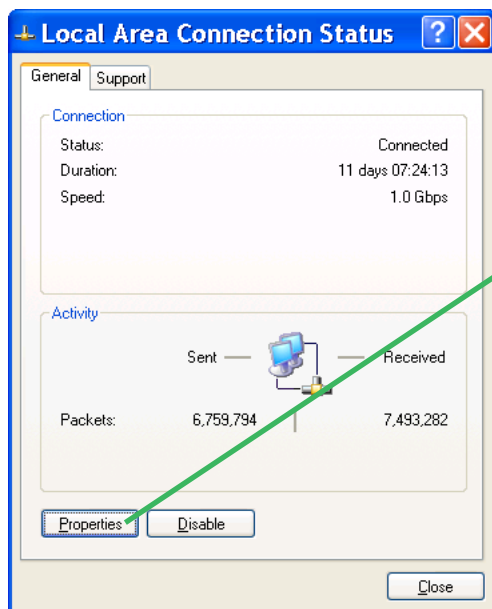 Local Area Connection Status
General Support
Connection
Status: Connected
Duration: 11 days 07:24:13
Speed: 1.0 Gbps
Activity
Sent Received
Packets: 6,759,794 7,493,282
Properties Disable
Close